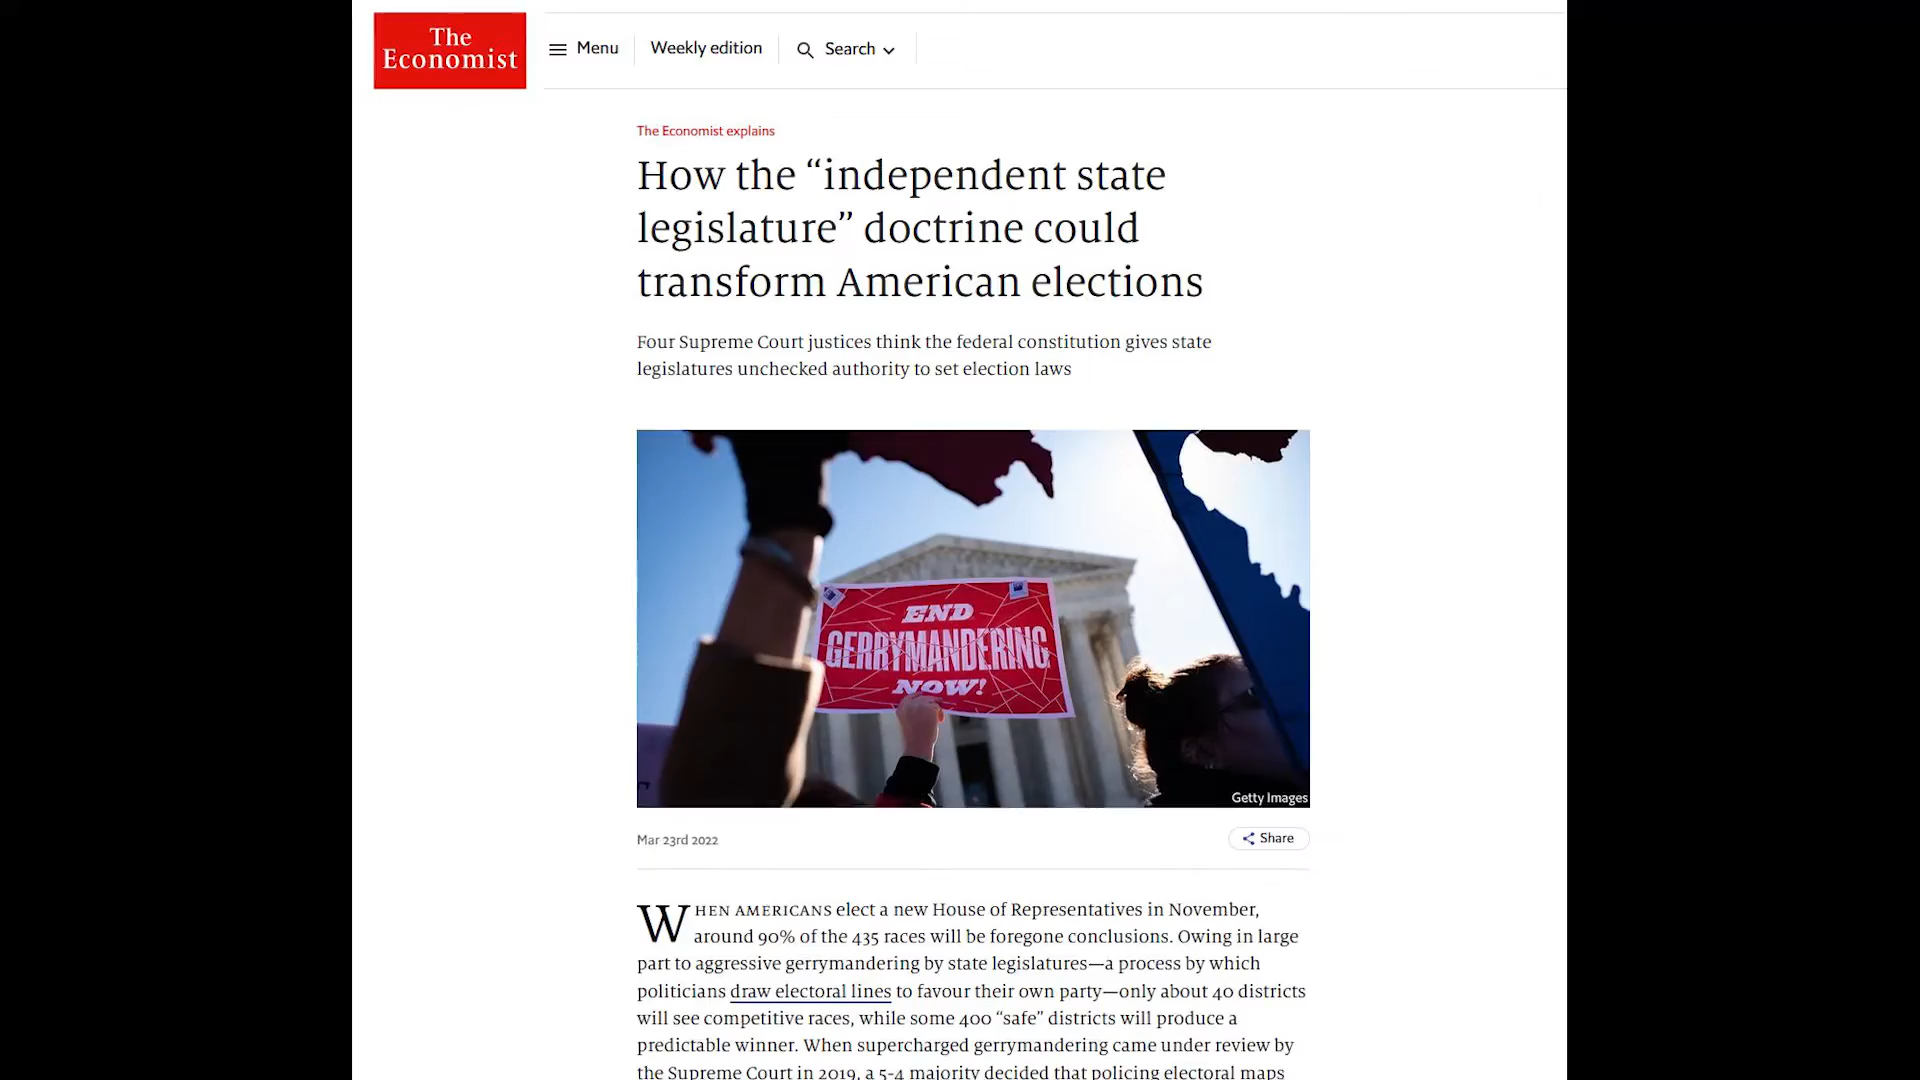 The
Economist
Menu
Weekly edition
Search
The Economist explains
How the “independent state
legislature” doctrine could
transform American elections
Four Supreme Court justices think the federal constitution gives state
legislatures unchecked authority to set election laws
END
GERRYMANDERING
NOW!
Getty Images
Mar 23rd 2022
Share
WHEN AMERICANS elect a new House of Representatives in November,
around 90% of the 435 races will be foregone conclusions. Owing in large
part to aggressive gerrymandering by state legislatures—a process by which
politicians draw electoral lines to favour their own party—only about 40 districts
will see competitive races, while some 400 “safe” districts will produce a
predictable winner. When supercharged gerrymandering came under review by
the Supreme Court in 2019, a 5-4 majority decided that policing electoral maps